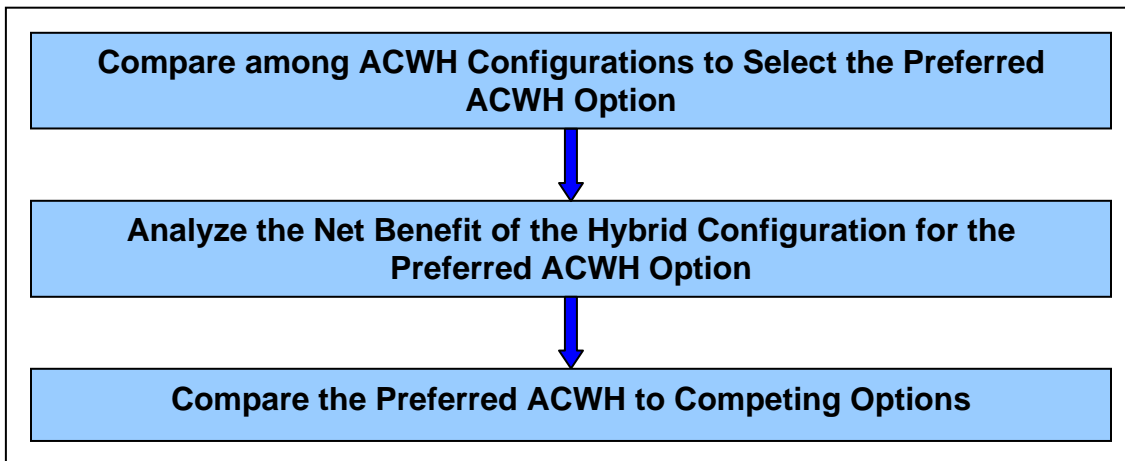 Compare among ACWH Configurations to Select the Preferred
ACWH Option
Analyze the Net Benefit of the Hybrid Configuration for the
Preferred ACWH Option
Compare the Preferred ACWH to Competing Options